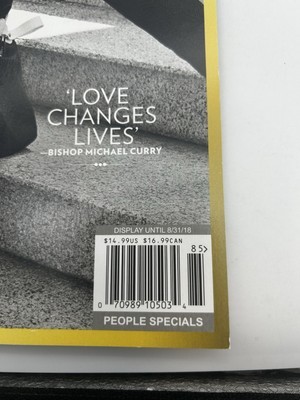 'LOVE
CHANGES
LIVES'
—BISHOP MICHAEL CURRY
DISPLAY UNTIL 8/31/18
$14.99US $16.99CAN
85>
0 70989 10503 4
PEOPLE SPECIALS